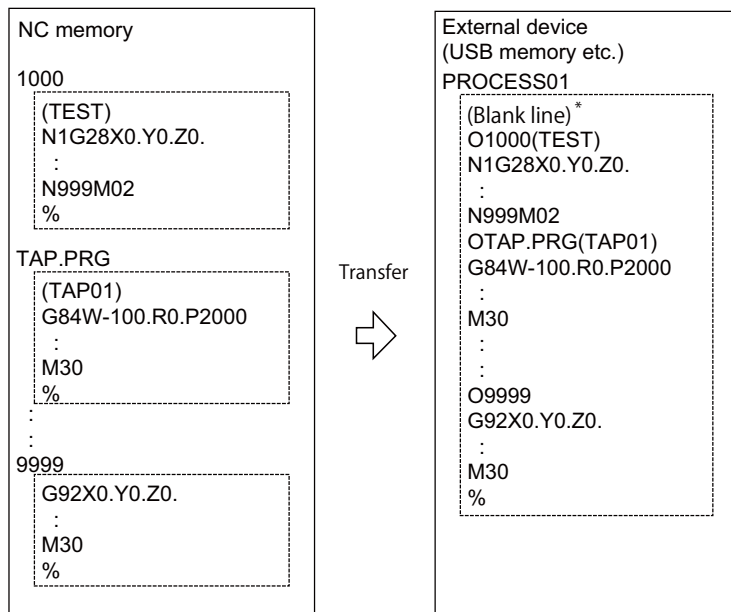 NC memory
1000
(TEST)
N1G28X0.Y0.Z0.
:
N999M02
%
TAP.PRG
(TAP01)
G84W-100.R0.P2000
:
M30
%
:
:
9999
G92X0.Y0.Z0.
:
M30
%
Transfer
External device
(USB memory etc.)
PROCESS01
(Blank line) *
O1000(TEST)
N1G28X0.Y0.Z0.
:
N999M02
OTAP.PRG(TAP01)
G84W-100.R0.P2000
:
M30
:
:
O9999
G92X0.Y0.Z0.
:
M30
%